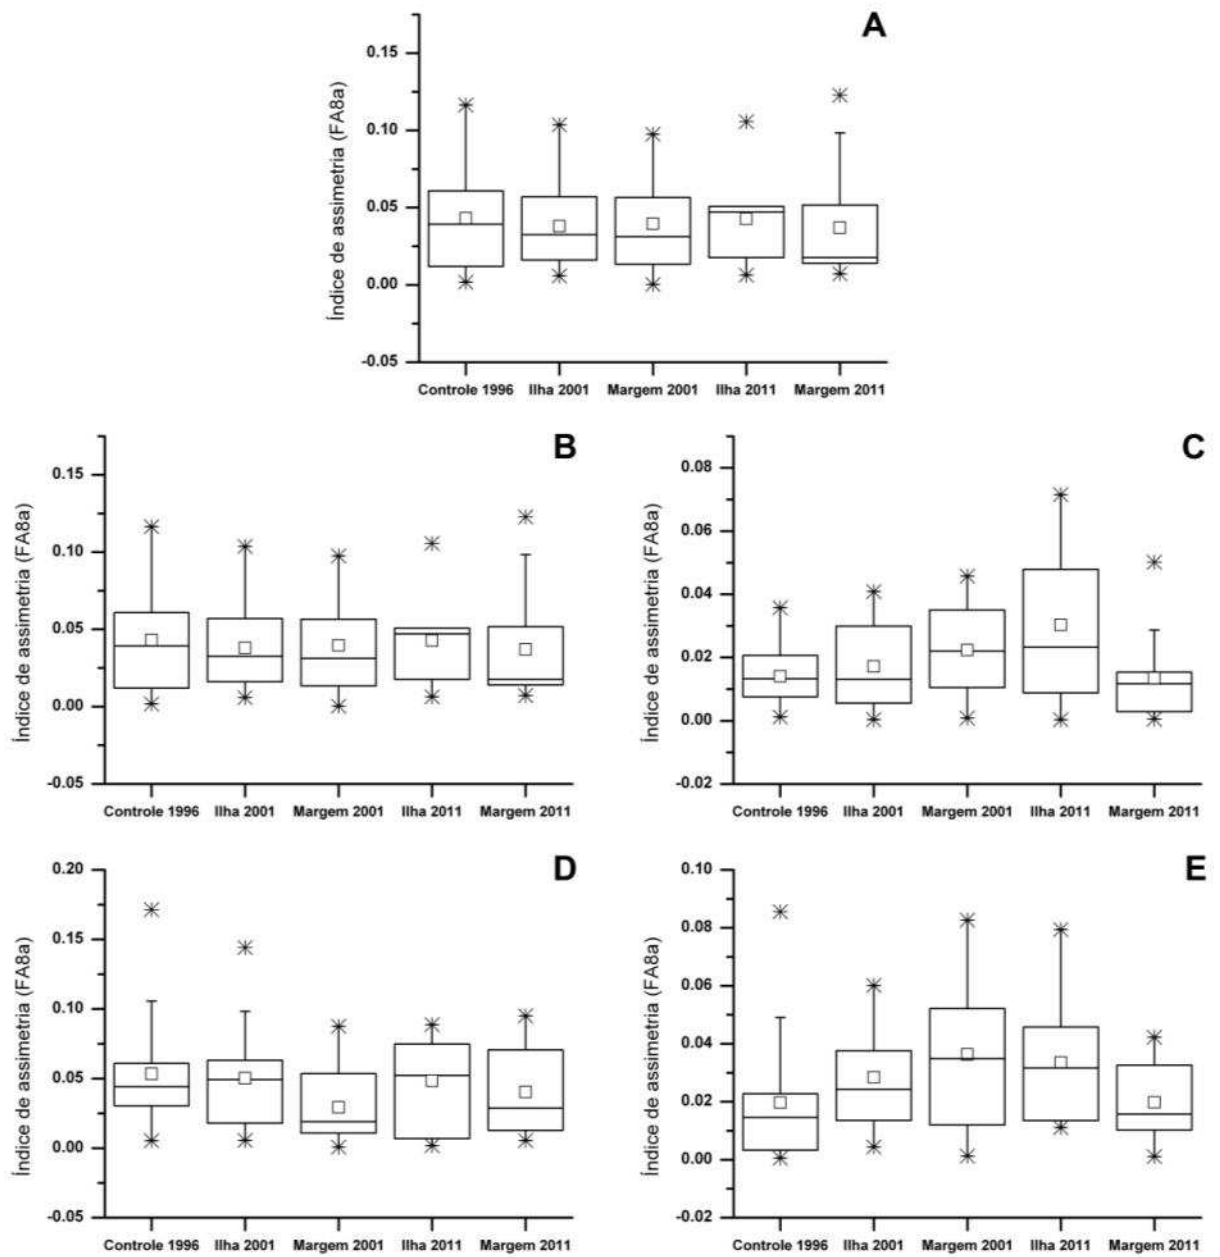 A
Índice de assimetria (FA8a)
0.15
0.10
0.05
0.00
-0.05
Controle 1996 Ilha 2001 Margem 2001 Ilha 2011 Margem 2011
B
Índice de assimetria (FA8a)
0.15
0.10
0.05
0.00
-0.05
Controle 1996 Ilha 2001 Margem 2001 Ilha 2011 Margem 2011
C
Índice de assimetria (FA8a)
0.08
0.06
0.04
0.02
0.00
-0.02
Controle 1996 Ilha 2001 Margem 2001 Ilha 2011 Margem 2011
D
Índice de assimetria (FA8a)
0.20
0.15
0.10
0.05
0.00
-0.05
Controle 1996 Ilha 2001 Margem 2001 Ilha 2011 Margem 2011
E
Índice de assimetria (FA8a)
0.10
0.08
0.06
0.04
0.02
0.00
-0.02
Controle 1996 Ilha 2001 Margem 2001 Ilha 2011 Margem 2011